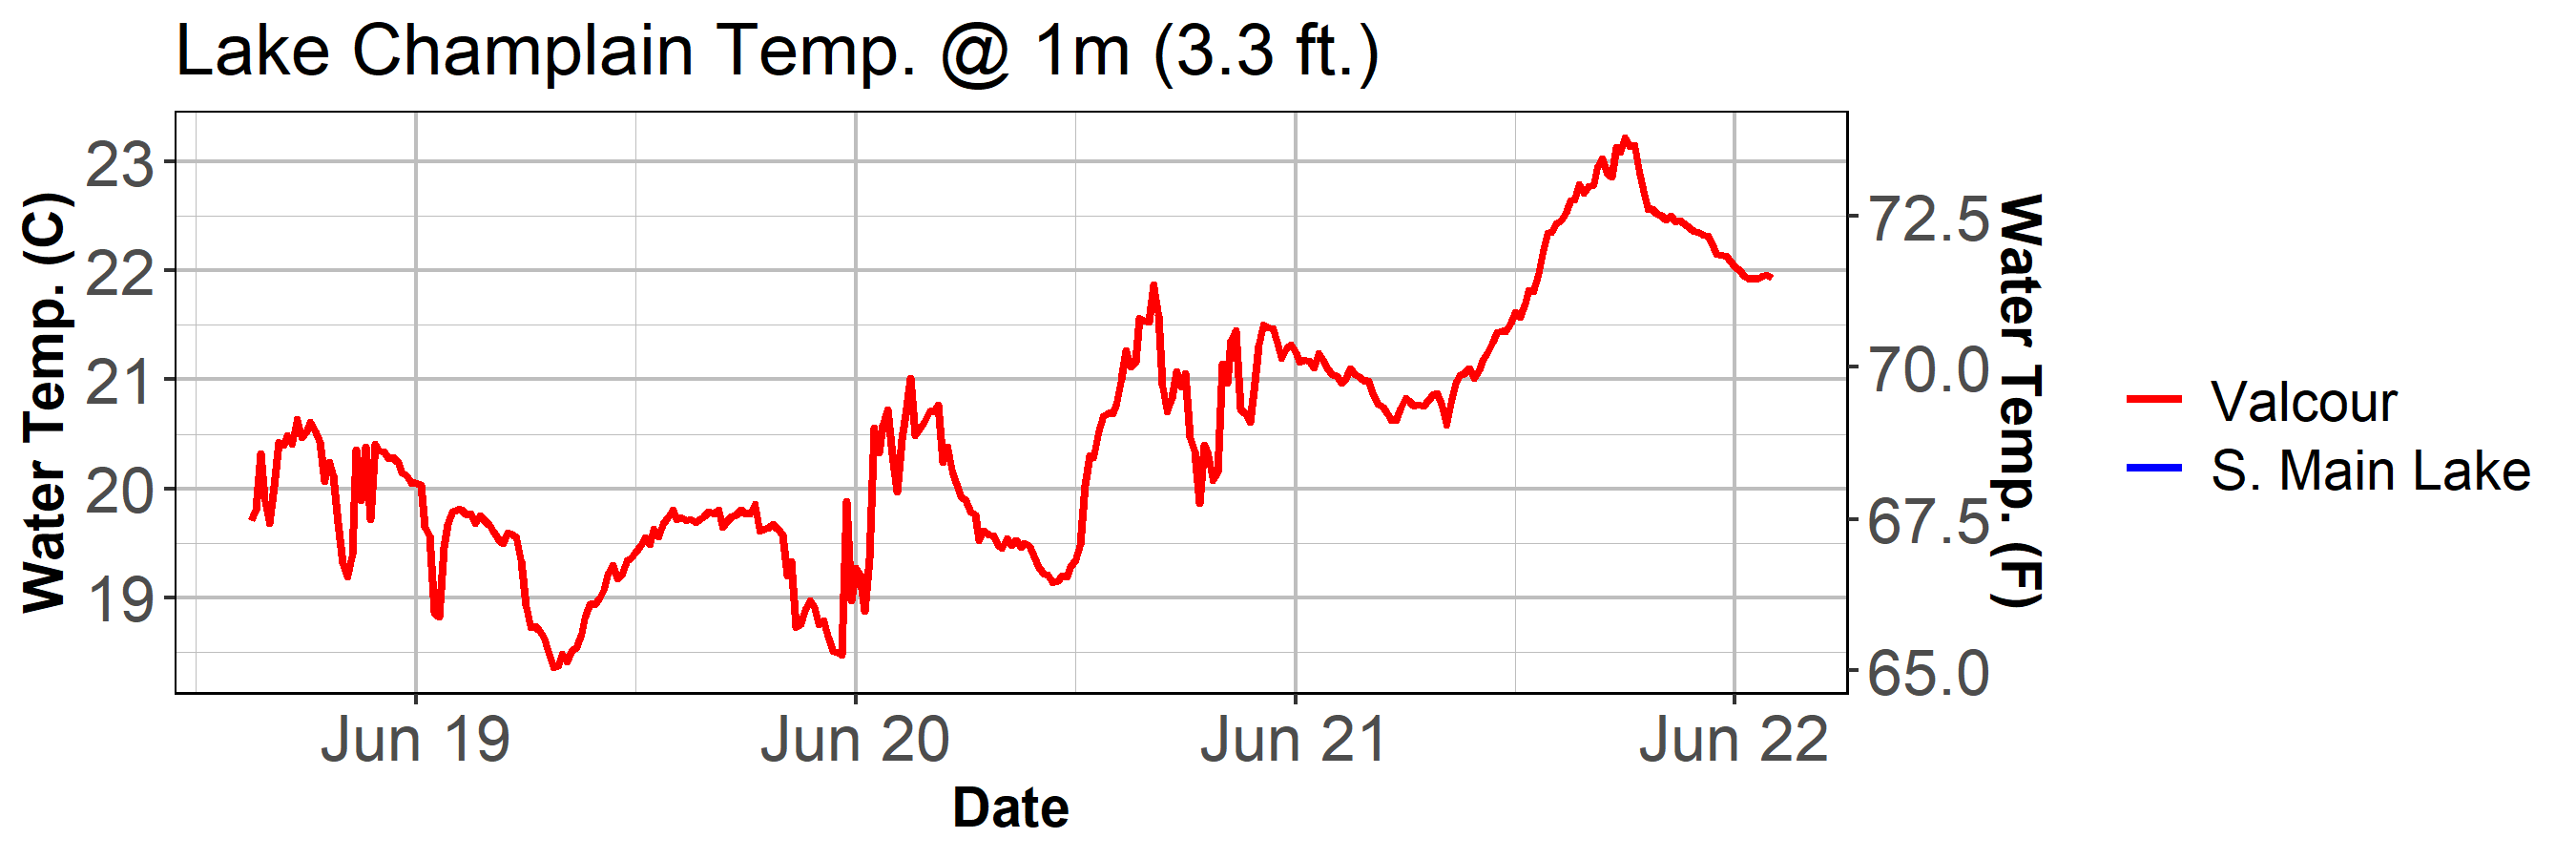 Lake Champlain Temp. @ 1m (3.3 ft.)
Water Temp. (C)
23
22
21
20
19
72.5
70.0
67.5
65.0
Water Temp. (F)
Jun 19
Jun 20
Jun 21
Jun 22
Date
Valcour
S. Main Lake